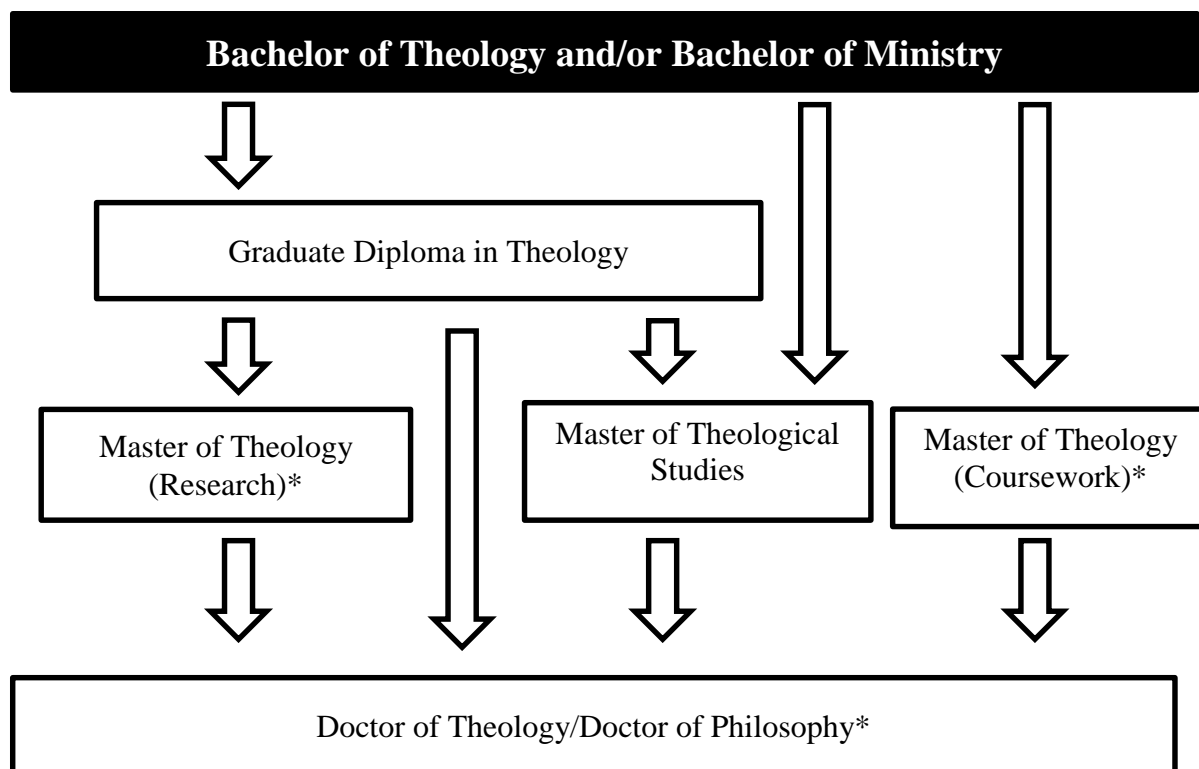 Bachelor of Theology and/or Bachelor of Ministry
Graduate Diploma in Theology
Master of Theology
(Research)*
Master of Theological
Studies
Master of Theology
(Coursework)*
Doctor of Theology/Doctor of Philosophy*